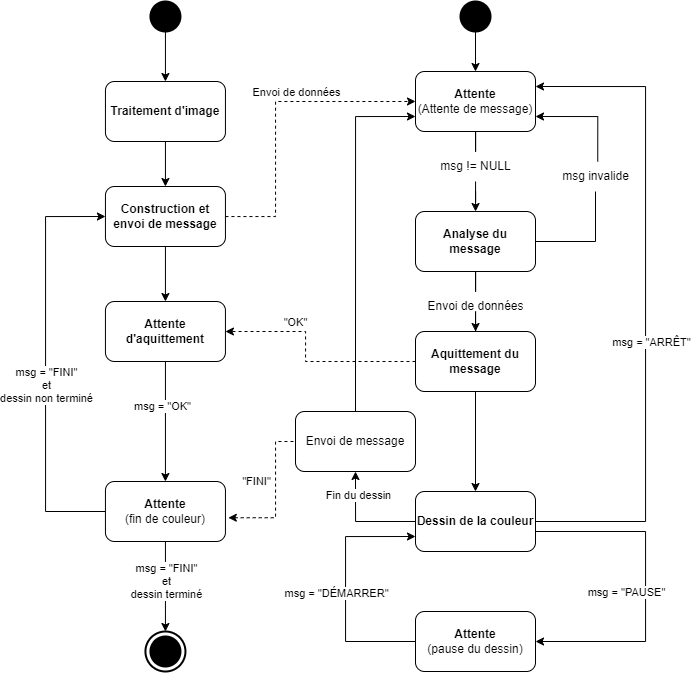 Traitement d'image
Envoi de données
Attente
(Attente de message)
msg != NULL
msg invalide
Construction et
envoi de message
Analyse du
message
Envoi de données
Attente
d'aquittement
"OK"
Aquittement du
message
msg = "ARRÊT"
msg = "FINI"
et
dessin non terminé
msg = "OK"
Envoi de message
"FINI"
Fin du dessin
Attente
(fin de couleur)
Dessin de la couleur
msg = "FINI"
et
dessin terminé
msg = "DÉMARRER"
msg = "PAUSE"
Attente
(pause du dessin)